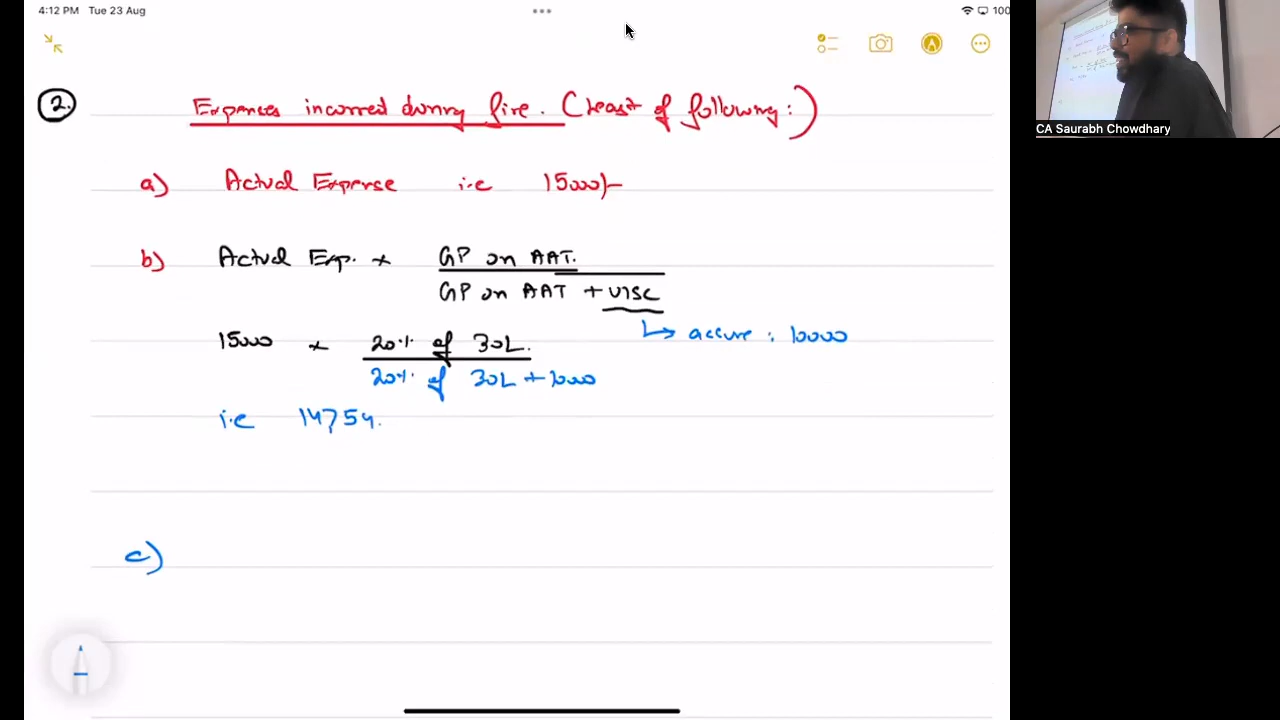 4:12 PM Tue 23 Aug
100
CA Saurabh Chowdhary
2.
Expenses incurred during fire. (Least of following:)
a) Actual Expense i.e 15000/-
b) Actual Exp. × GP on AAT.
GP on AAT + UISC
↳ assure : 10000
15000 × 20% of 30L.
20% of 30L + 10000
i.e 14754.
c)